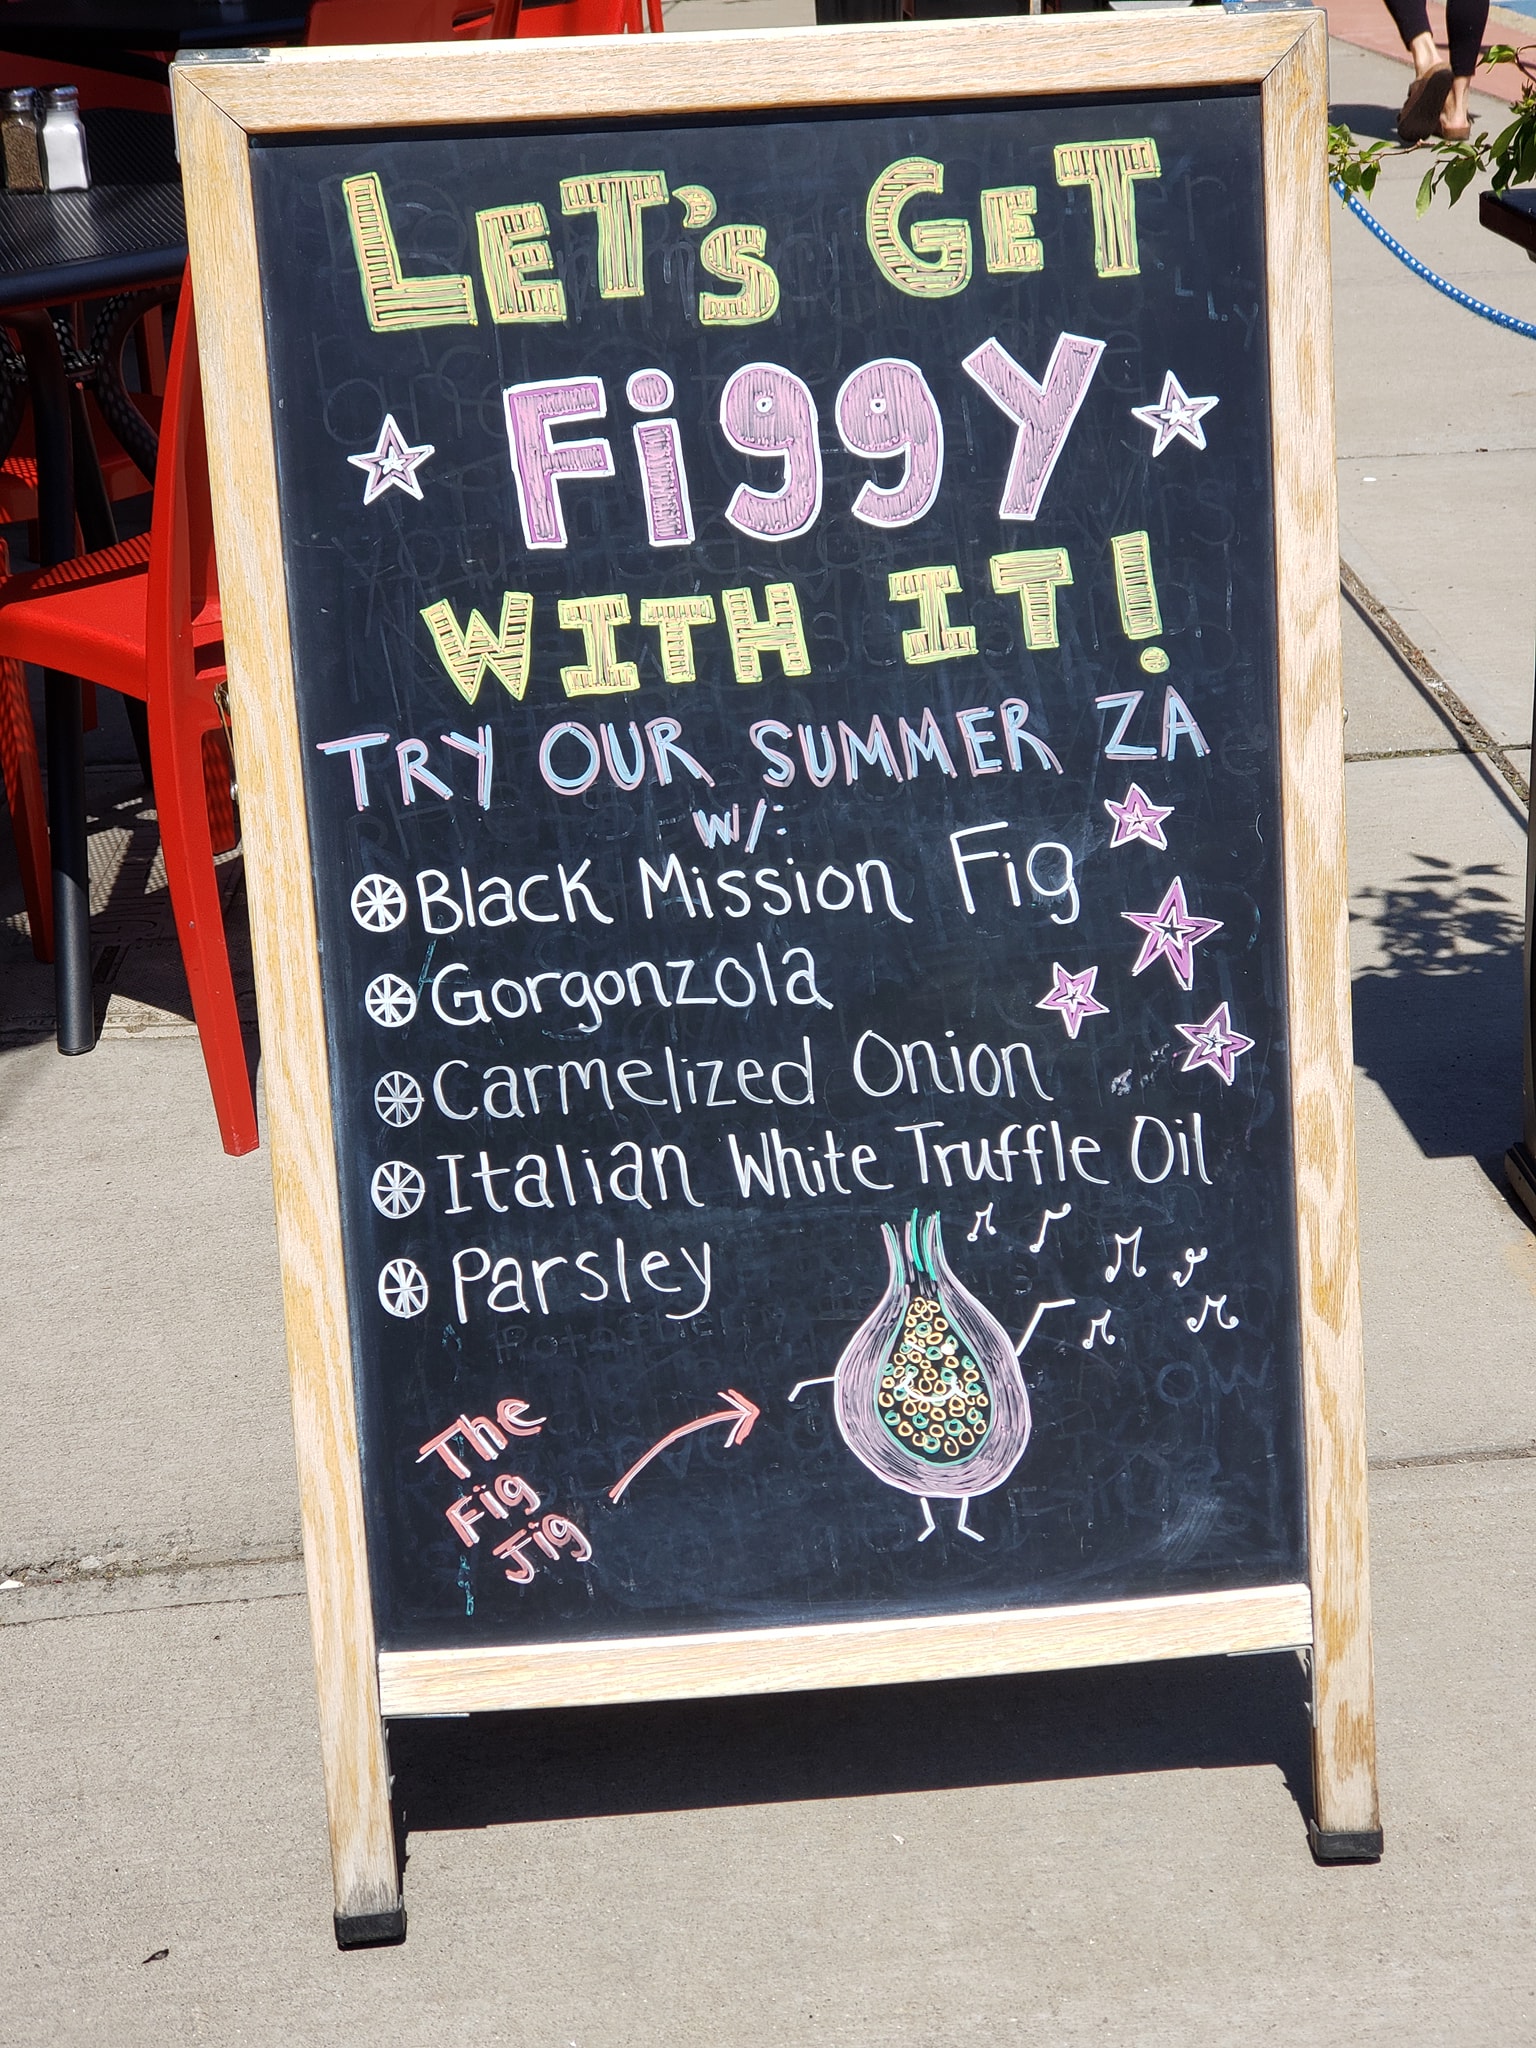 LET'S GET
FiggY
WITH IT!
TRY OUR SUMMER ZA
W/:
Black Mission Fig
Gorgonzola
Carmelized Onion
Italian White Truffle Oil
Parsley
The
Fig
Jig